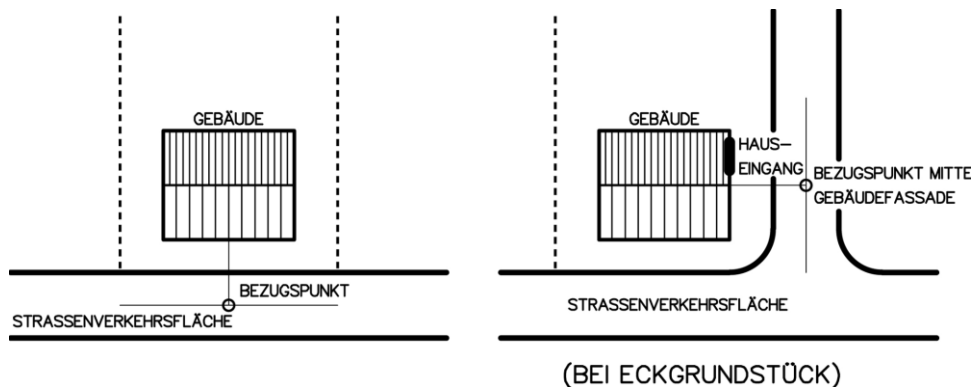 GEBÄUDE
BEZUGSPUNKT
STRASSENVERKEHRSFLÄCHE
GEBÄUDE
HAUS–
EINGANG
BEZUGSPUNKT MITTE
GEBÄUDEFASSADE
STRASSENVERKEHRSFLÄCHE
(BEI ECKGRUNDSTÜCK)